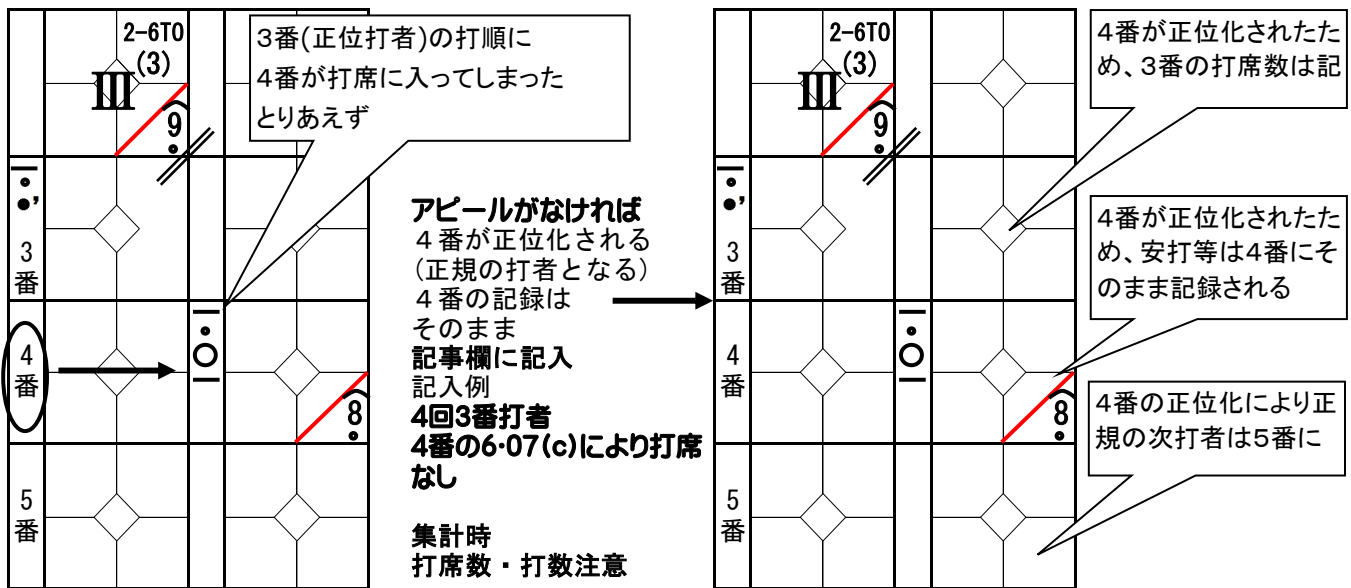 2-6TO
(3)
Ⅲ
9
3番(正位打者)の打順に
4番が打席に入ってしまった
とりあえず
3
番
4
番
8
5
番
アピールがなければ
4番が正位化される
(正規の打者となる)
4番の記録は
そのまま
記事欄に記入
記入例
4回3番打者
4番の6・07(c)により打席
なし
集計時
打席数・打数注意
2-6TO
(3)
Ⅲ
9
3
番
4
番
8
5
番
4番が正位化されたた
め、3番の打席数は記
4番が正位化されたた
め、安打等は4番にそ
のまま記録される
4番の正位化により正
規の次打者は5番に